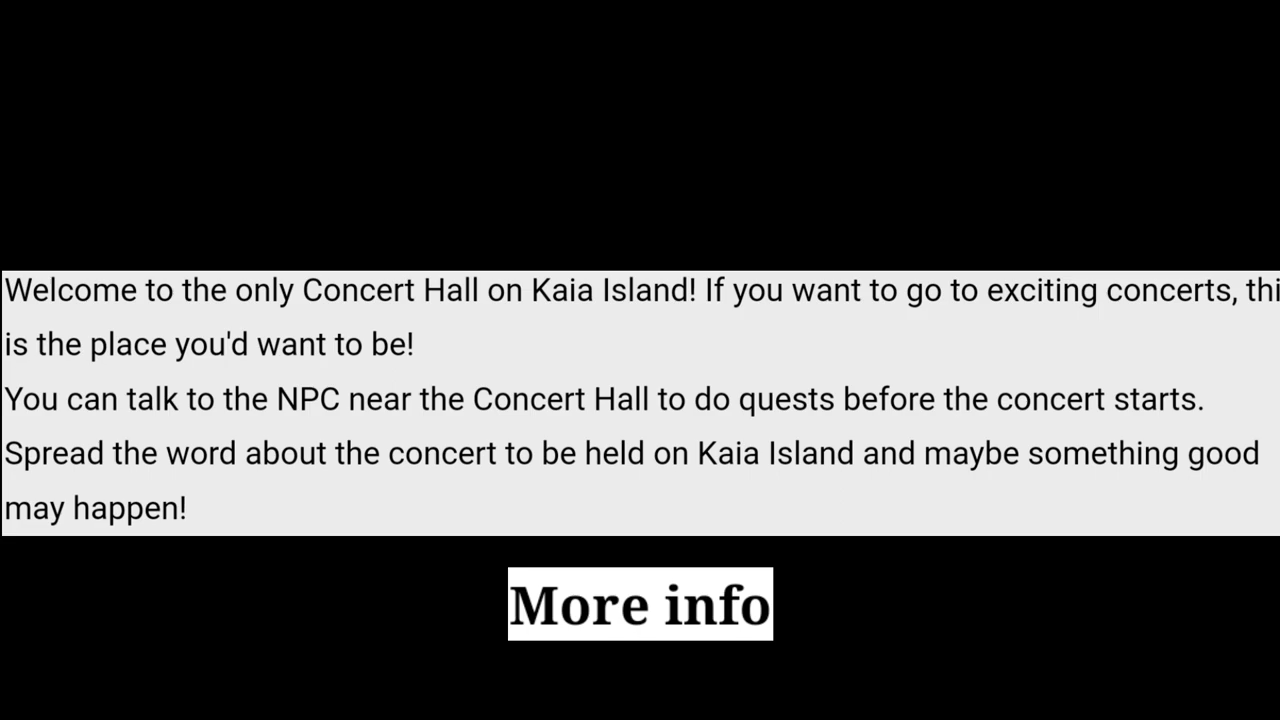 Welcome to the only Concert Hall on Kaia Island! If you want to go to exciting concerts, thi
is the place you'd want to be!
You can talk to the NPC near the Concert Hall to do quests before the concert starts.
Spread the word about the concert to be held on Kaia Island and maybe something good
may happen!
More info